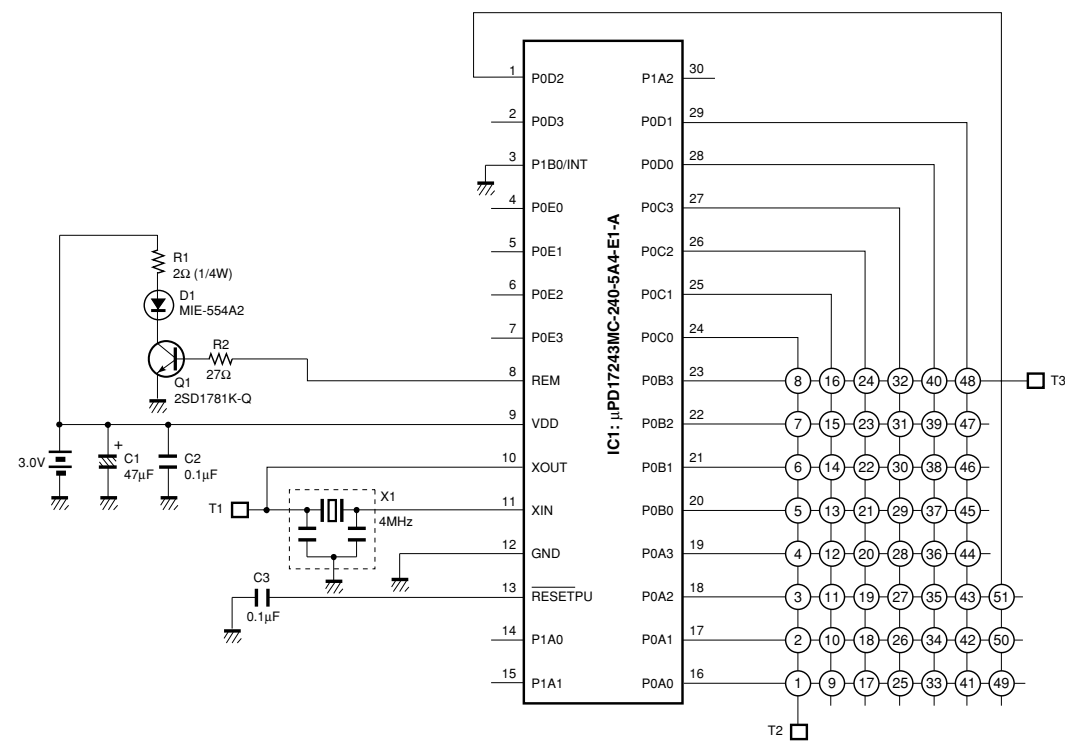 1 P0D2
2 P0D3
3 P1B0/INT
4 P0E0
5 P0E1
6 P0E2
7 P0E3
8 REM
9 VDD
10 XOUT
11 XIN
12 GND
13 RESETPU
14 P1A0
15 P1A1
IC1: μPD17243MC-240-5A4-E1-A
P1A2 30
P0D1 29
P0D0 28
P0C3 27
P0C2 26
P0C1 25
P0C0 24
P0B3 23
P0B2 22
P0B1 21
P0B0 20
P0A3 19
P0A2 18
P0A1 17
P0A0 16
R1
2Ω (1/4W)
D1
MIE-554A2
R2
27Ω
Q1
2SD1781K-Q
3.0V
+
C1
47μF
C2
0.1μF
T1
X1
4MHz
C3
0.1μF
8 16 24 32 40 48
T3
7 15 23 31 39 47
6 14 22 30 38 46
5 13 21 29 37 45
4 12 20 28 36 44
3 11 19 27 35 43 51
2 10 18 26 34 42 50
1 9 17 25 33 41 49
T2